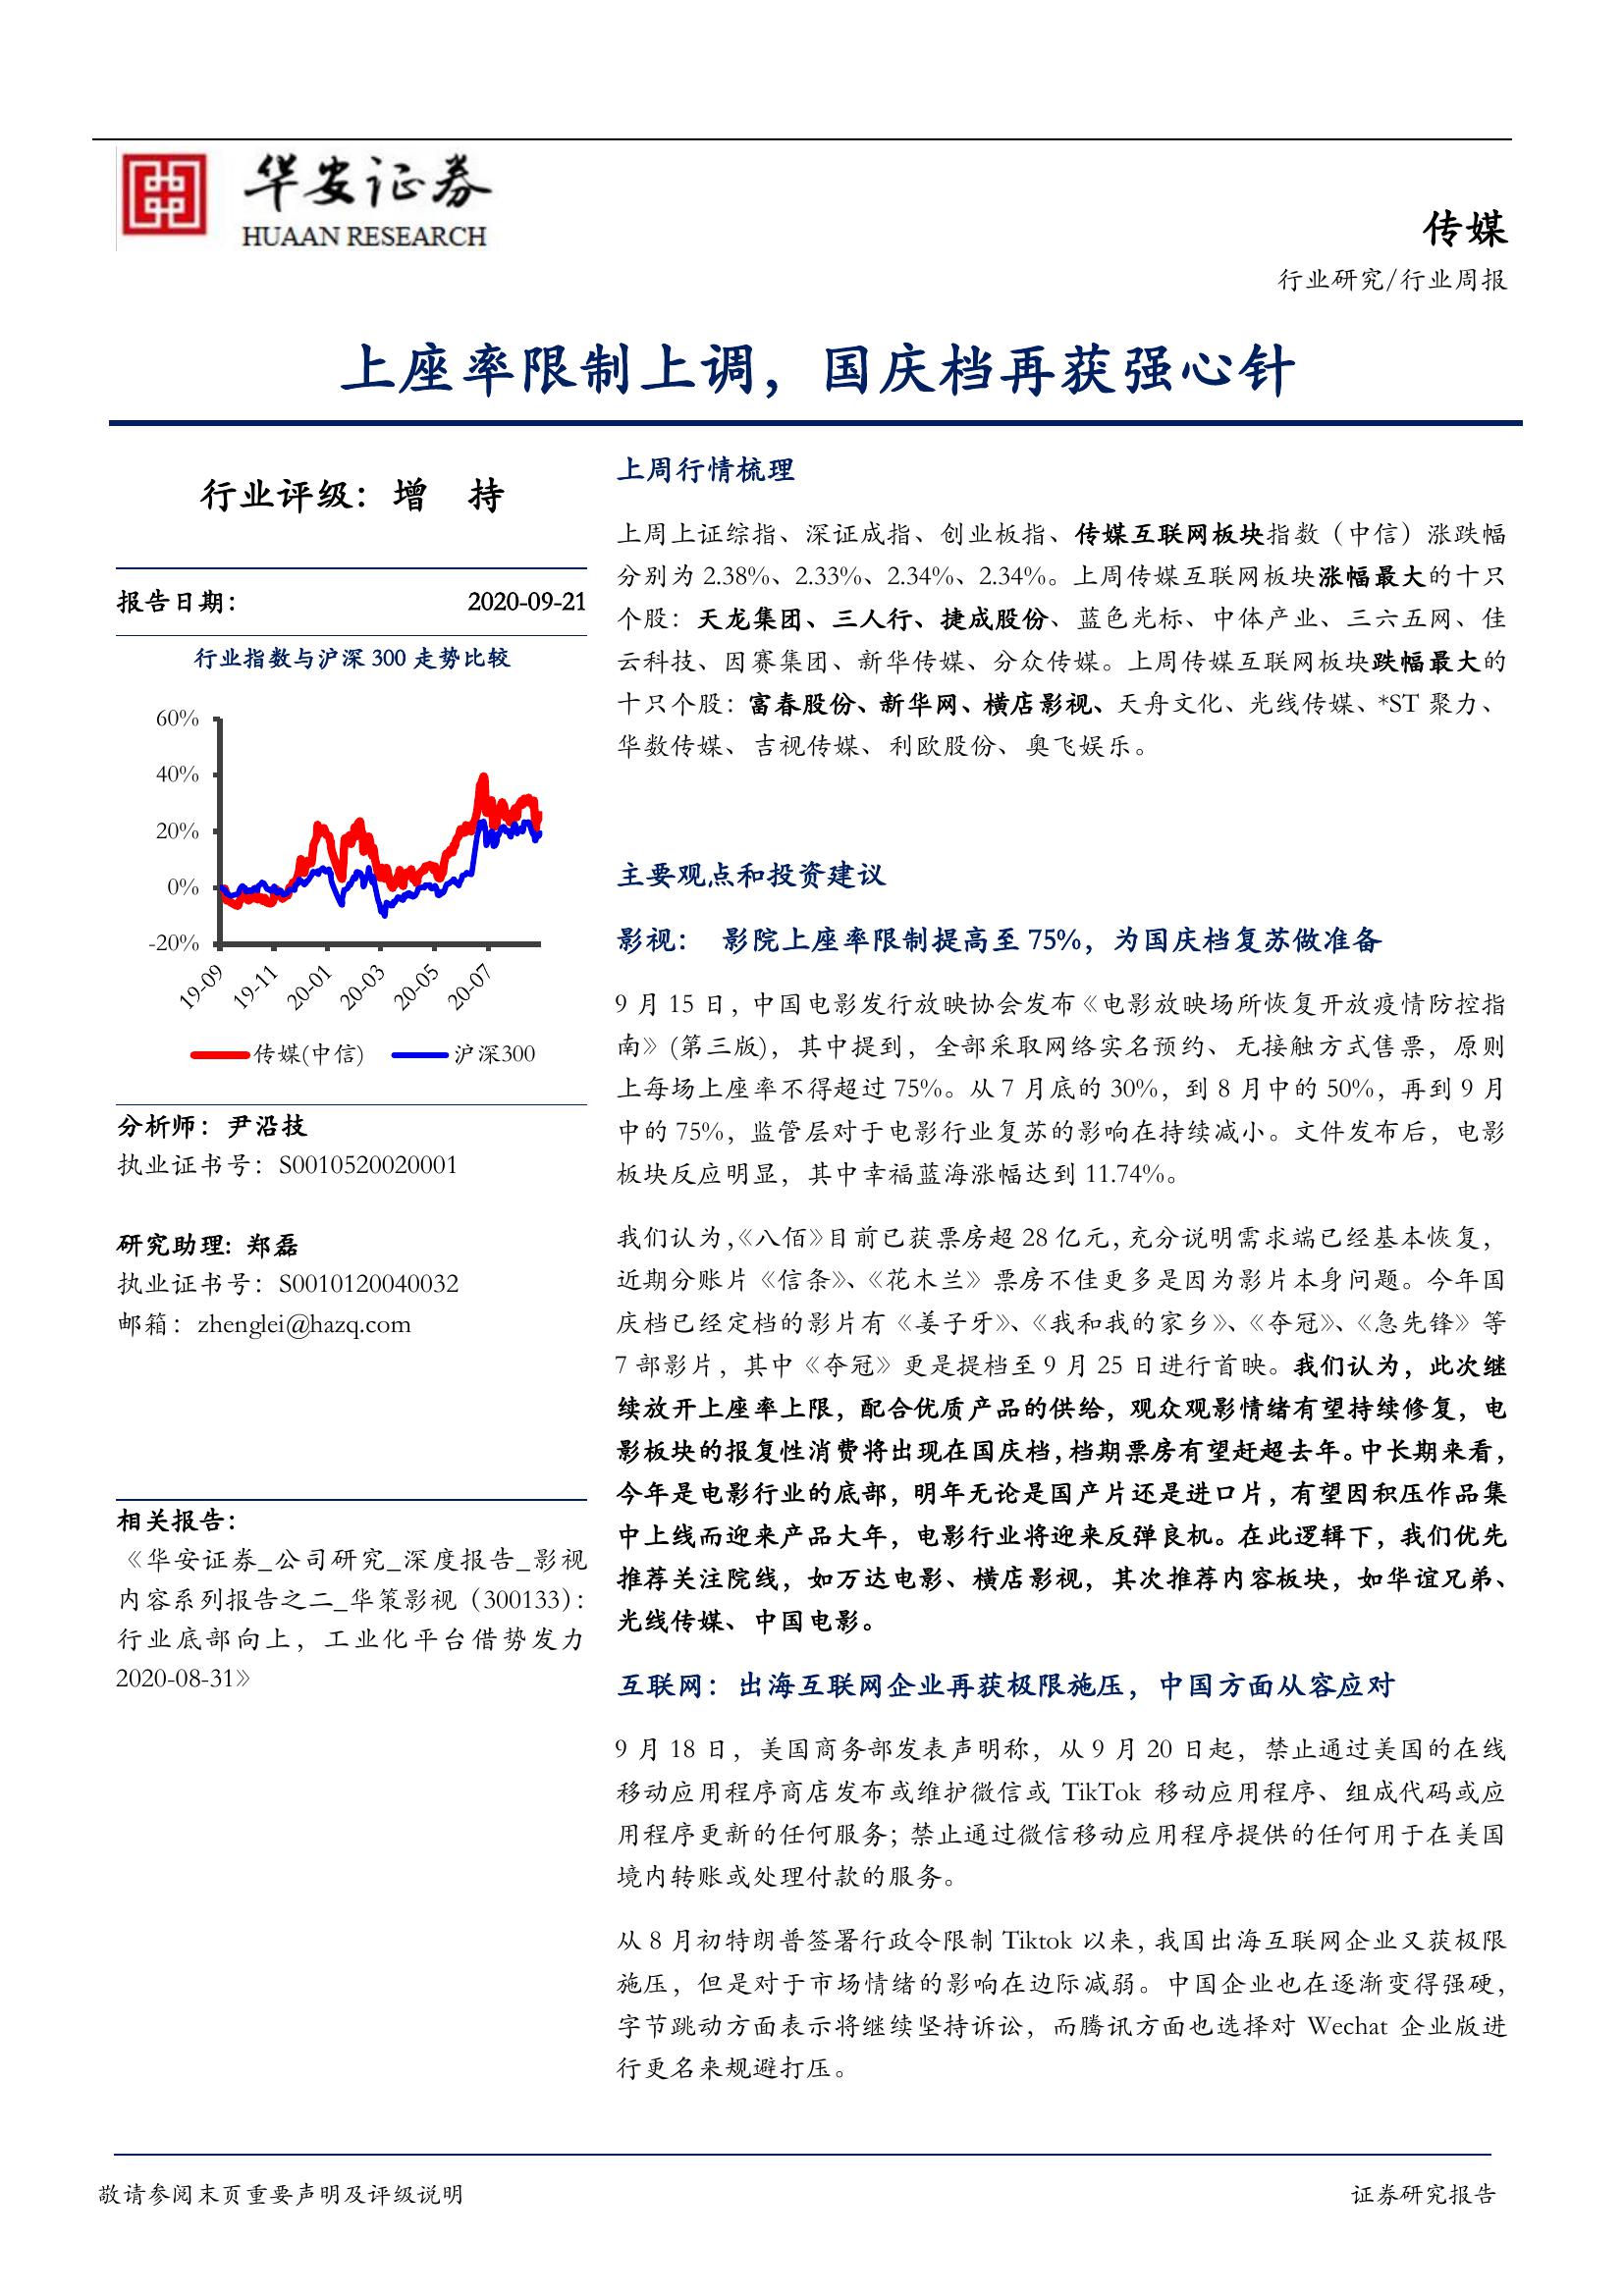 华安证券
HUAAN RESEARCH
传媒
行业研究/行业周报
上座率限制上调，国庆档再获强心针
行业评级：增 持
报告日期： 2020-09-21
行业指数与沪深 300 走势比较
60%
40%
20%
0%
-20%
19-09 19-11 20-01 20-03 20-05 20-07
传媒(中信) 沪深300
分析师：尹沿技
执业证书号：S0010520020001
研究助理: 郑磊
执业证书号：S0010120040032
邮箱：zhenglei@hazq.com
相关报告：
《华安证券_公司研究_深度报告_影视
内容系列报告之二_华策影视（300133）：
行业底部向上，工业化平台借势发力
2020-08-31》
上周行情梳理
上周上证综指、深证成指、创业板指、传媒互联网板块指数（中信）涨跌幅
分别为 2.38%、2.33%、2.34%、2.34%。上周传媒互联网板块涨幅最大的十只
个股：天龙集团、三人行、捷成股份、蓝色光标、中体产业、三六五网、佳
云科技、因赛集团、新华传媒、分众传媒。上周传媒互联网板块跌幅最大的
十只个股：富春股份、新华网、横店影视、天舟文化、光线传媒、*ST 聚力、
华数传媒、吉视传媒、利欧股份、奥飞娱乐。
主要观点和投资建议
影视： 影院上座率限制提高至 75%，为国庆档复苏做准备
9 月 15 日，中国电影发行放映协会发布《电影放映场所恢复开放疫情防控指
南》(第三版)，其中提到，全部采取网络实名预约、无接触方式售票，原则
上每场上座率不得超过 75%。从 7 月底的 30%，到 8 月中的 50%，再到 9 月
中的 75%，监管层对于电影行业复苏的影响在持续减小。文件发布后，电影
板块反应明显，其中幸福蓝海涨幅达到 11.74%。
我们认为，《八佰》目前已获票房超 28 亿元，充分说明需求端已经基本恢复，
近期分账片《信条》、《花木兰》票房不佳更多是因为影片本身问题。今年国
庆档已经定档的影片有《姜子牙》、《我和我的家乡》、《夺冠》、《急先锋》等
7 部影片，其中《夺冠》更是提档至 9 月 25 日进行首映。我们认为，此次继
续放开上座率上限，配合优质产品的供给，观众观影情绪有望持续修复，电
影板块的报复性消费将出现在国庆档，档期票房有望赶超去年。中长期来看，
今年是电影行业的底部，明年无论是国产片还是进口片，有望因积压作品集
中上线而迎来产品大年，电影行业将迎来反弹良机。在此逻辑下，我们优先
推荐关注院线，如万达电影、横店影视，其次推荐内容板块，如华谊兄弟、
光线传媒、中国电影。
互联网：出海互联网企业再获极限施压，中国方面从容应对
9 月 18 日，美国商务部发表声明称，从 9 月 20 日起，禁止通过美国的在线
移动应用程序商店发布或维护微信或 TikTok 移动应用程序、组成代码或应
用程序更新的任何服务；禁止通过微信移动应用程序提供的任何用于在美国
境内转账或处理付款的服务。
从 8 月初特朗普签署行政令限制 Tiktok 以来，我国出海互联网企业又获极限
施压，但是对于市场情绪的影响在边际减弱。中国企业也在逐渐变得强硬，
字节跳动方面表示将继续坚持诉讼，而腾讯方面也选择对 Wechat 企业版进
行更名来规避打压。
敬请参阅末页重要声明及评级说明 证券研究报告